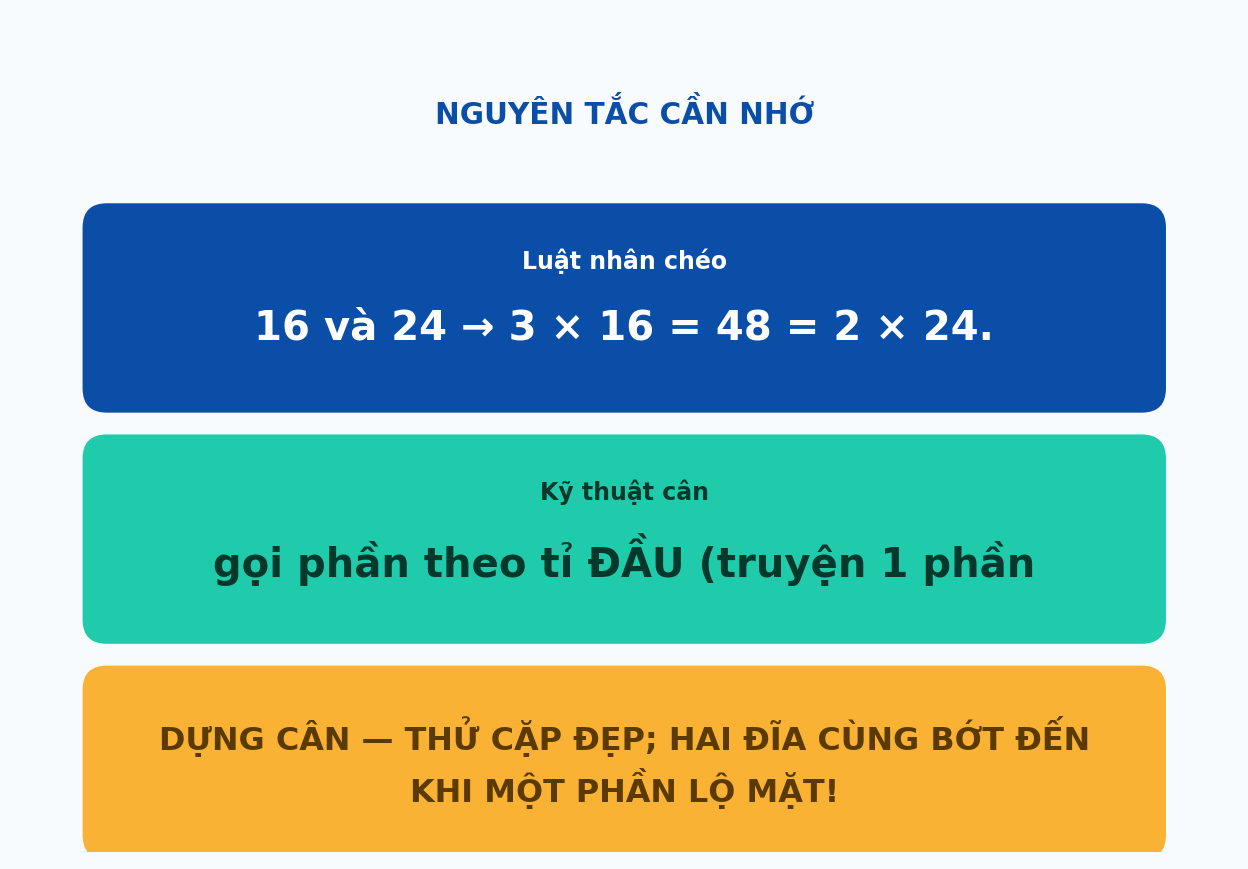 NGUYÊN TẮC CẦN NHỚ
Luật nhân chéo
16 và 24 → 3 × 16 = 48 = 2 × 24.
Kỹ thuật cân
gọi phần theo tỉ ĐẦU (truyện 1 phần
DỰNG CÂN — THỬ CẶP ĐẸP; HAI ĐĨA CÙNG BỚT ĐẾN
KHI MỘT PHẦN LỘ MẶT!